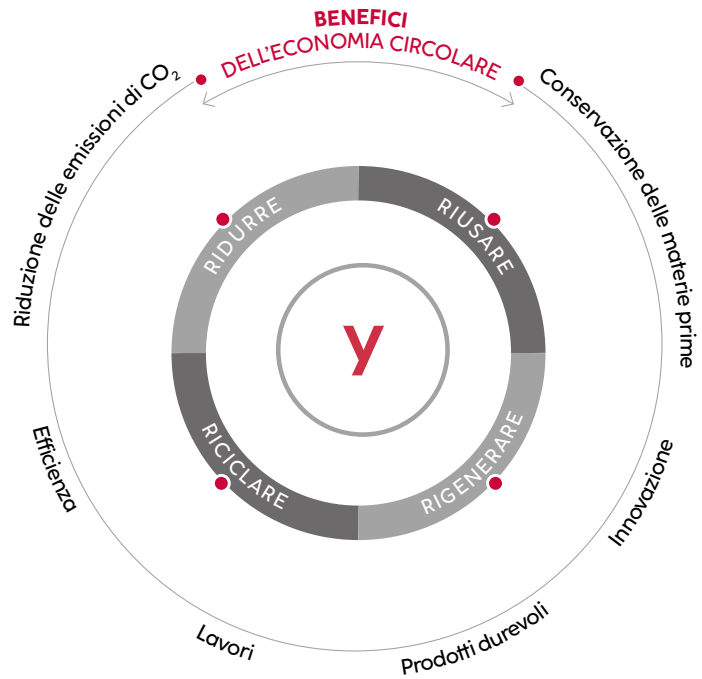 BENEFICI
DELL'ECONOMIA CIRCOLARE
Conservazione delle materie prime
Innovazione
Prodotti durevoli
Lavori
Efficienza
Riduzione delle emissioni di CO₂
RIDURRE
RIUSARE
RIGENERARE
RICICLARE
y